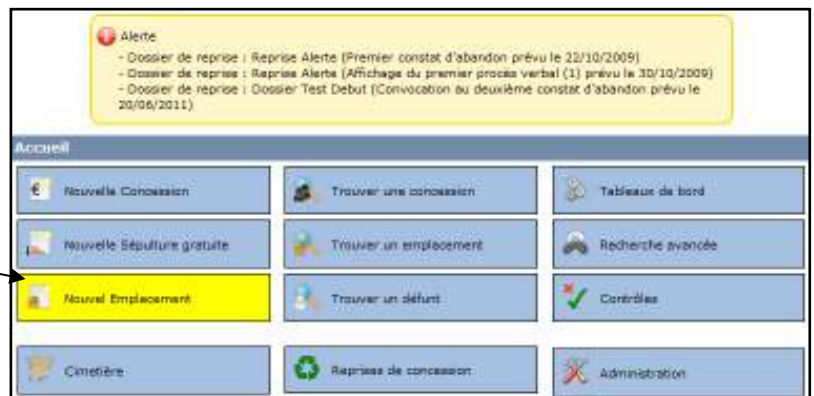 Alerte
- Dossier de reprise : Reprise Alerte (Premier constat d'abandon prévu le 22/10/2009)
- Dossier de reprise : Reprise Alerte (Affichage du premier procès verbal (1) prévu le 30/10/2009)
- Dossier de reprise : Dossier Test Debut (Convocation au deuxième constat d'abandon prévu le
20/06/2011)
Accueil
Nouvelle Concession
Trouver une concession
Tableaux de bord
Nouvelle Sépulture gratuite
Trouver un emplacement
Recherche avancée
Nouvel Emplacement
Trouver un défunt
Contrôles
Cimetière
Reprises de concession
Administration